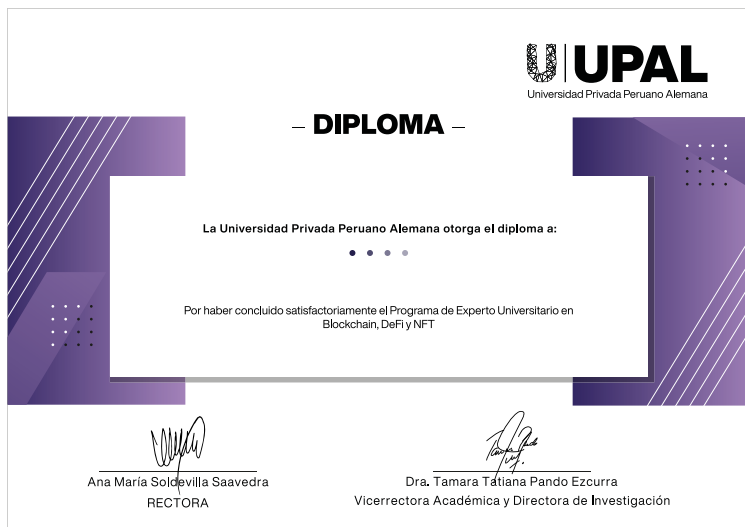 UPAL
Universidad Privada Peruano Alemana
– DIPLOMA –
La Universidad Privada Peruano Alemana otorga el diploma a:
Por haber concluido satisfactoriamente el Programa de Experto Universitario en
Blockchain, DeFi y NFT
Ana María Soldevilla Saavedra
RECTORA
Dra. Tamara Tatiana Pando Ezcurra
Vicerrectora Académica y Directora de Investigación